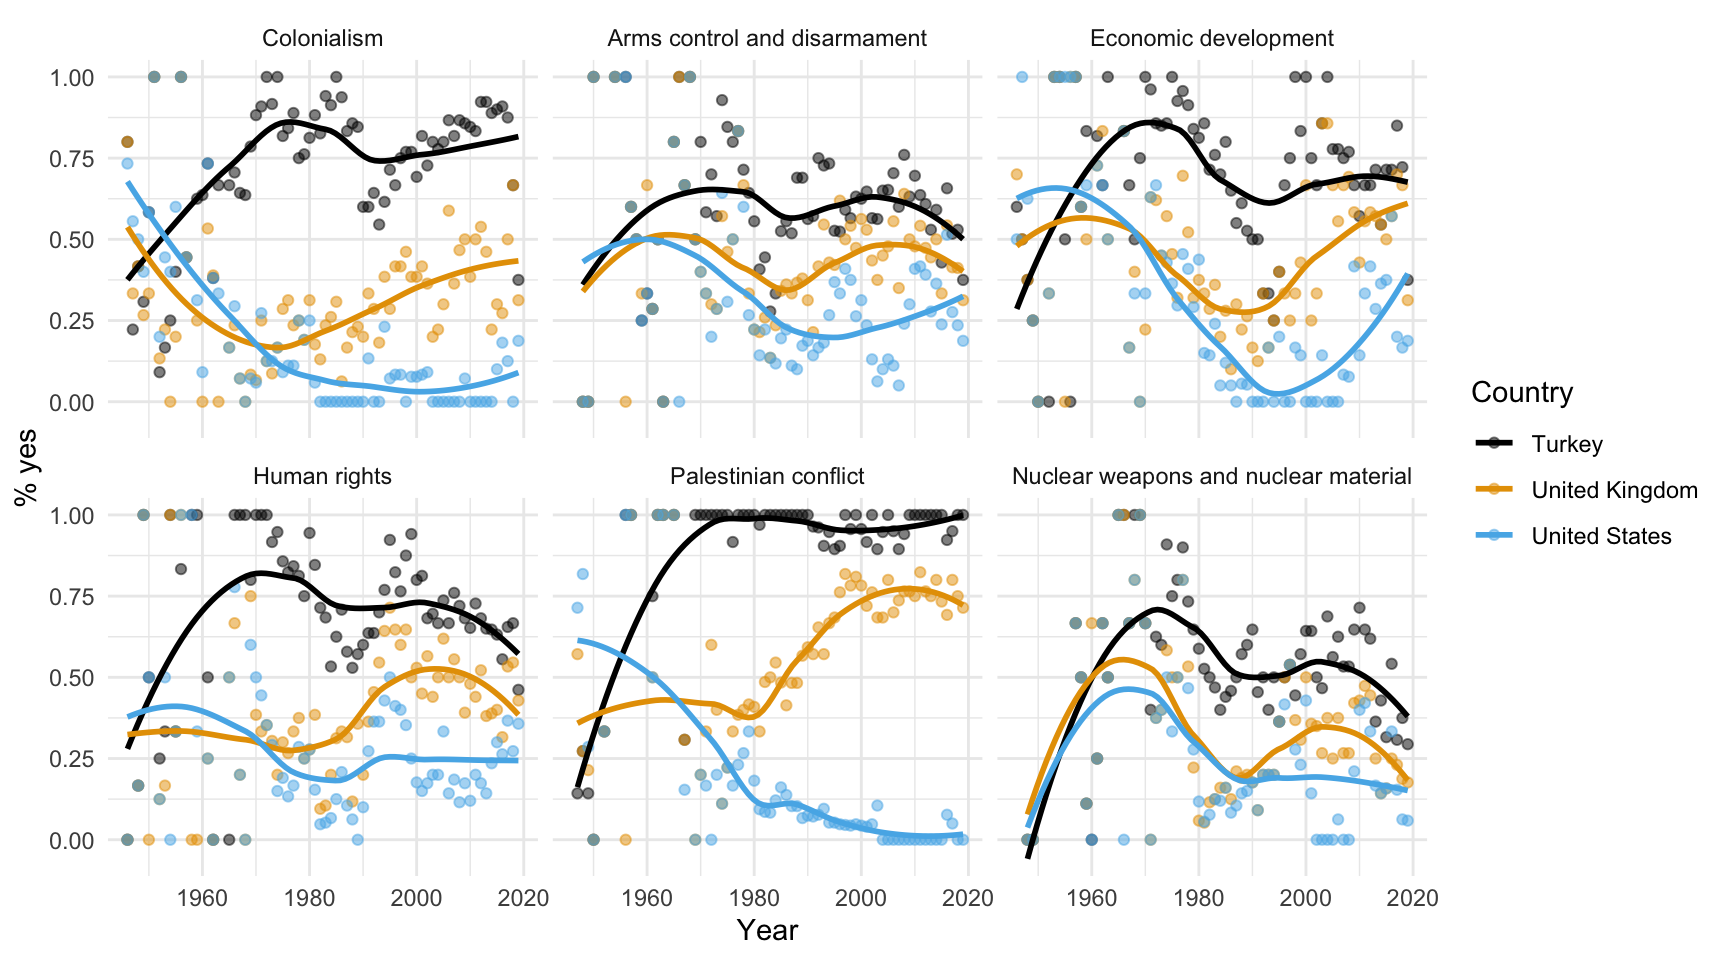 Colonialism
Arms control and disarmament
Economic development
1.00
0.75
0.50
0.25
0.00
Human rights
Palestinian conflict
Nuclear weapons and nuclear material
1.00
0.75
0.50
0.25
0.00
1960 1980 2000 2020
1960 1980 2000 2020
1960 1980 2000 2020
% yes
Year
Country
Turkey
United Kingdom
United States